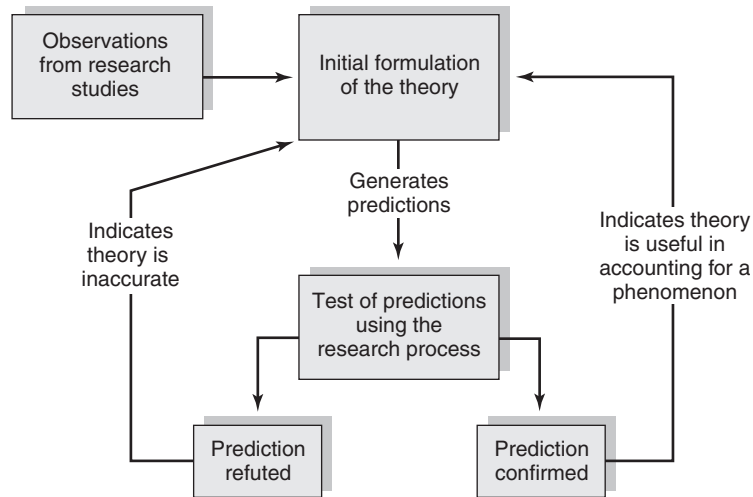 Observations
from research
studies
Initial formulation
of the theory
Generates
predictions
Indicates
theory is
inaccurate
Indicates theory
is useful in
accounting for a
phenomenon
Test of predictions
using the
research process
Prediction
refuted
Prediction
confirmed